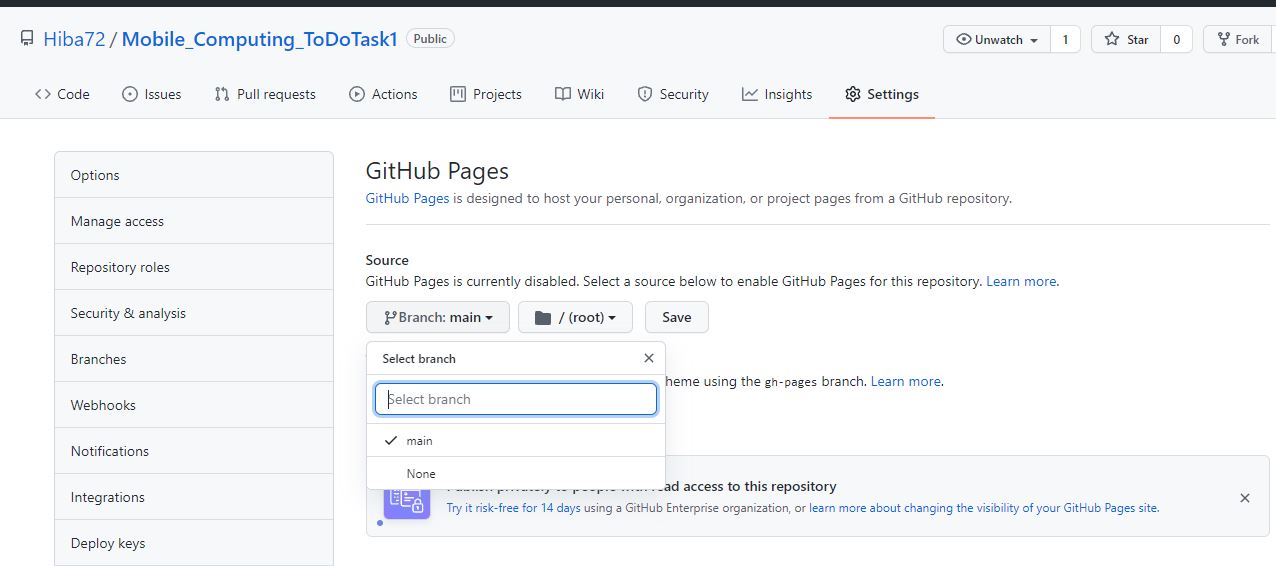 Hiba72 / Mobile_Computing_ToDoTask1 Public
Unwatch 1 Star 0 Fork
Code Issues Pull requests Actions Projects Wiki Security Insights Settings
Options
Manage access
Repository roles
Security & analysis
Branches
Webhooks
Notifications
Integrations
Deploy keys
GitHub Pages
GitHub Pages is designed to host your personal, organization, or project pages from a GitHub repository.
Source
GitHub Pages is currently disabled. Select a source below to enable GitHub Pages for this repository. Learn more.
Branch: main / (root) Save
Select branch
heme using the gh-pages branch. Learn more.
Select branch
main
None
to this repository
Try it risk-free for 14 days using a GitHub Enterprise organization, or learn more about changing the visibility of your GitHub Pages site.